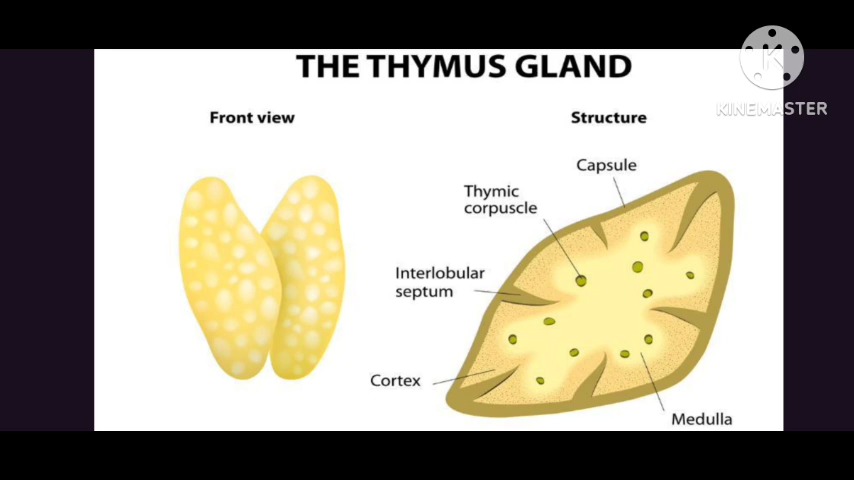 THE THYMUS GLAND
KINEMASTER
Front view
Structure
Capsule
Thymic
corpuscle
Interlobular
septum
Cortex
Medulla